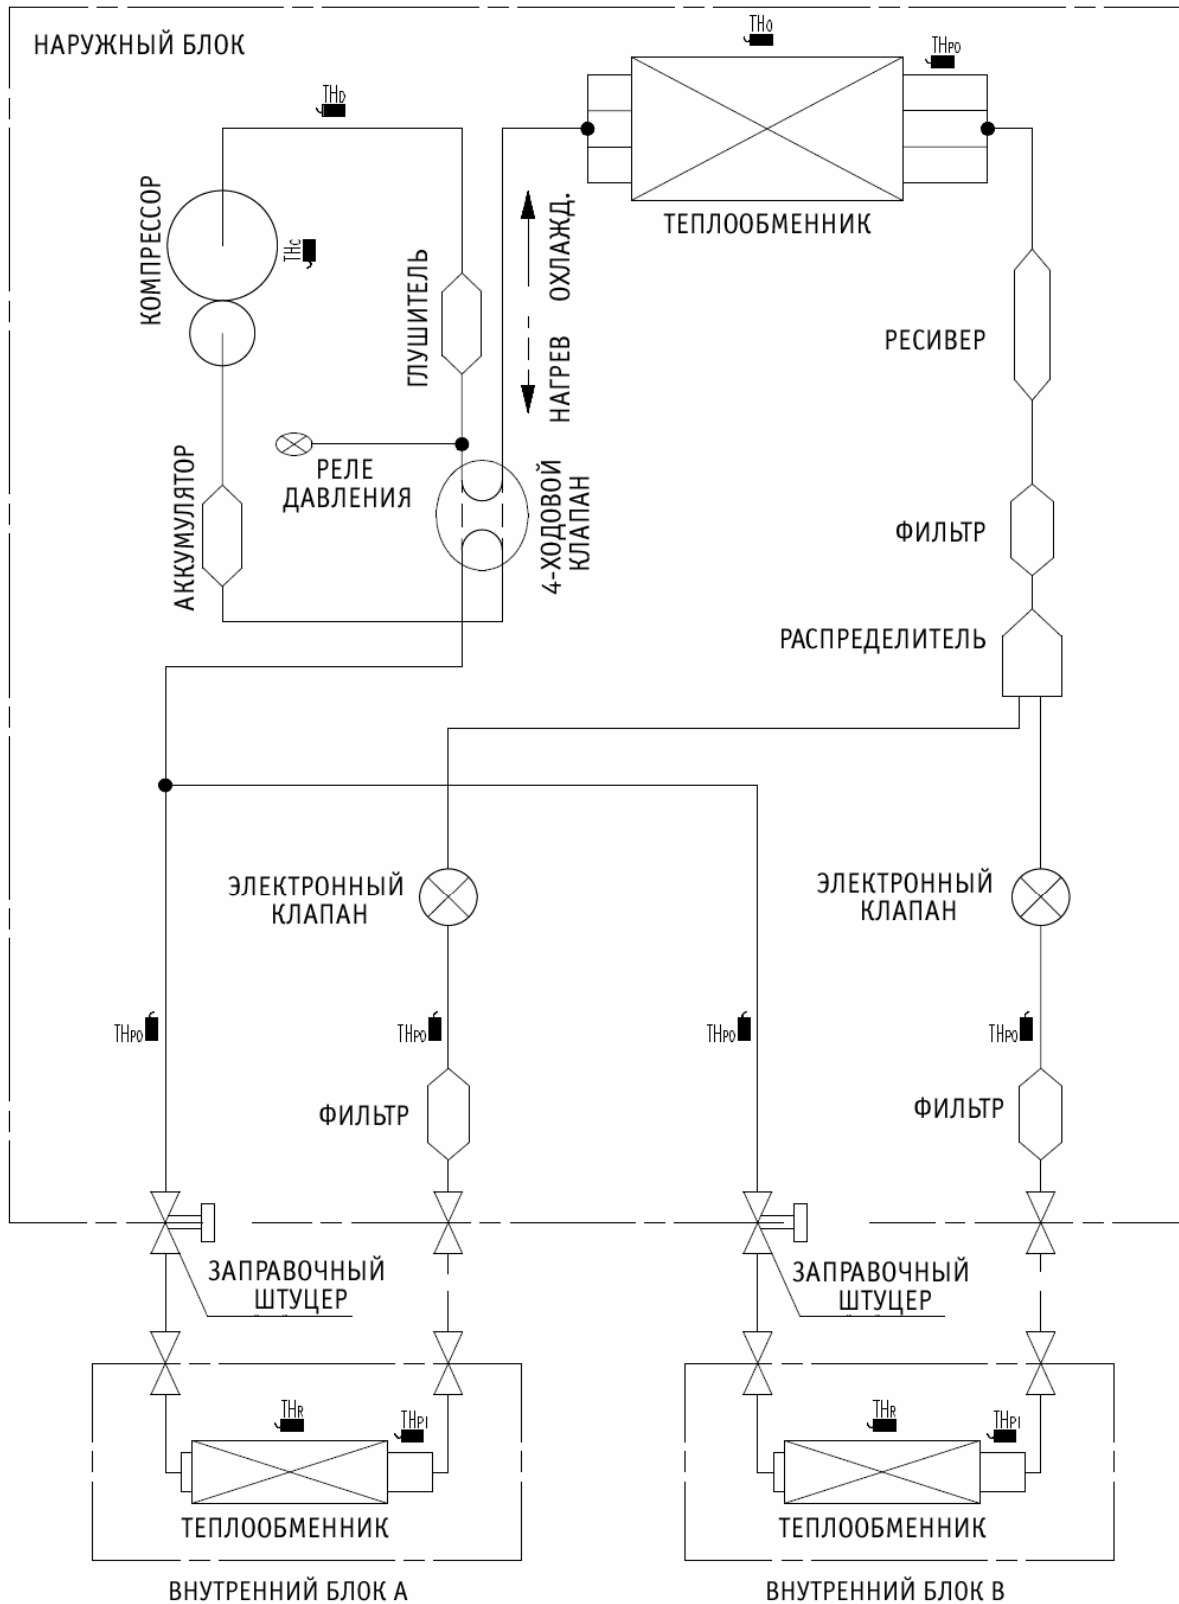 НАРУЖНЫЙ БЛОК
THO
THPO
THD
КОМПРЕССОР
THC
ГЛУШИТЕЛЬ
НАГРЕВ ОХЛАЖД.
ТЕПЛООБМЕННИК
РЕСИВЕР
РЕЛЕ
ДАВЛЕНИЯ
АККУМУЛЯТОР
4-ХОДОВОЙ
КЛАПАН
ФИЛЬТР
РАСПРЕДЕЛИТЕЛЬ
ЭЛЕКТРОННЫЙ
КЛАПАН
ЭЛЕКТРОННЫЙ
КЛАПАН
THPO
THPO
THPO
THPO
ФИЛЬТР
ФИЛЬТР
ЗАПРАВОЧНЫЙ
ШТУЦЕР
ЗАПРАВОЧНЫЙ
ШТУЦЕР
THR
THPI
THR
THPI
ТЕПЛООБМЕННИК
ТЕПЛООБМЕННИК
ВНУТРЕННИЙ БЛОК А
ВНУТРЕННИЙ БЛОК В